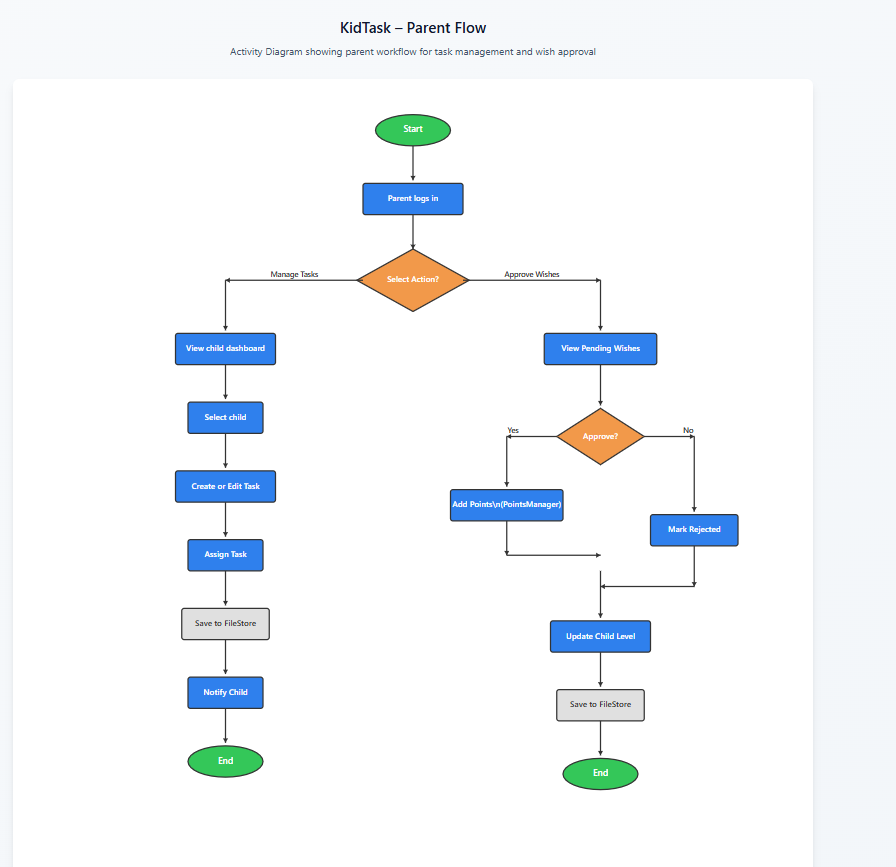 KidTask – Parent Flow
Activity Diagram showing parent workflow for task management and wish approval
Start
Parent logs in
Select Action?
Manage Tasks
Approve Wishes
View child dashboard
View Pending Wishes
Select child
Approve?
Yes
No
Create or Edit Task
Add Points\n(PointsManager)
Mark Rejected
Assign Task
Save to FileStore
Update Child Level
Notify Child
Save to FileStore
End
End